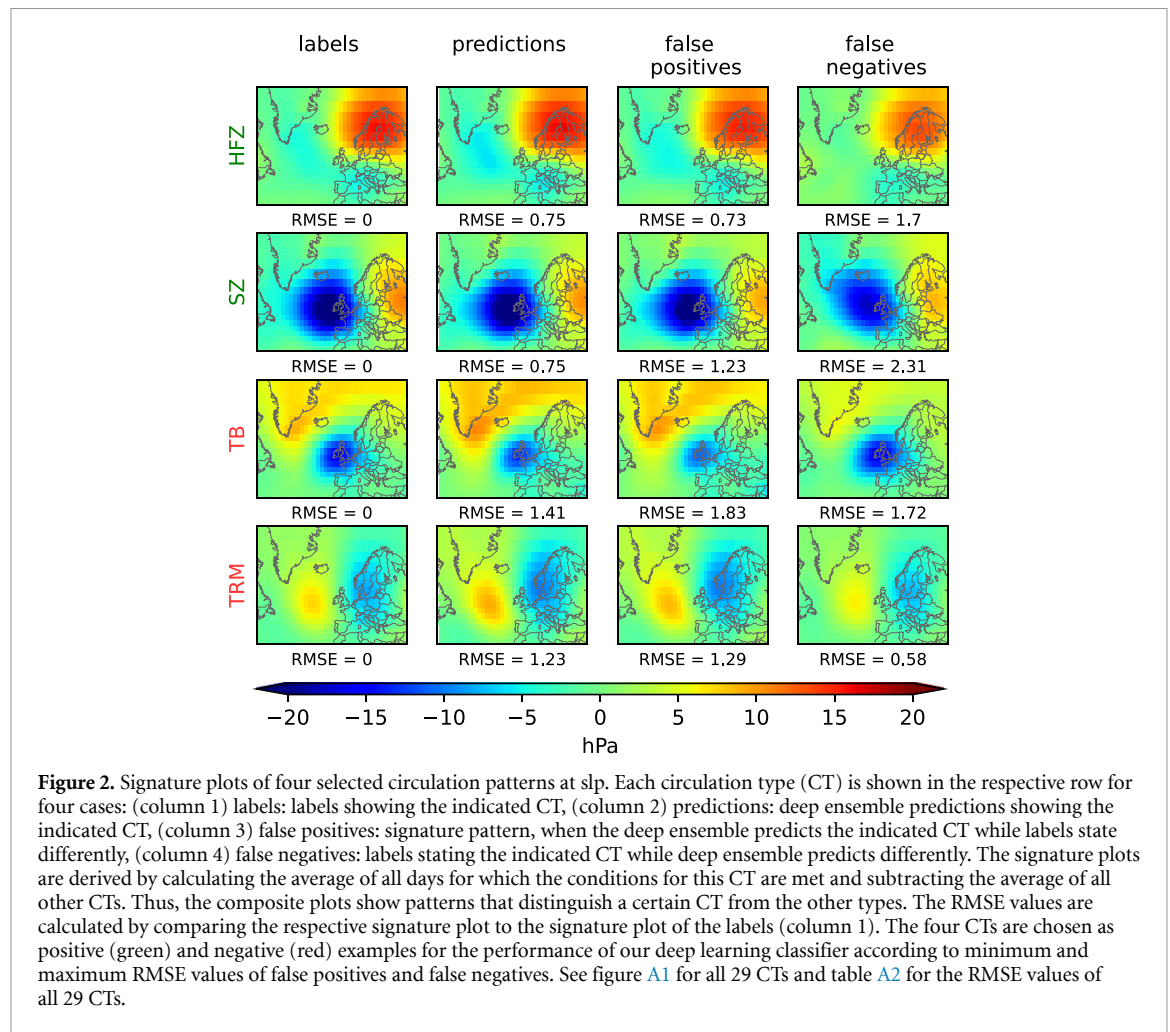 labels predictions false positives false negatives
HFZ
RMSE = 0 RMSE = 0.75 RMSE = 0.73 RMSE = 1.7
SZ
RMSE = 0 RMSE = 0.75 RMSE = 1.23 RMSE = 2.31
TB
RMSE = 0 RMSE = 1.41 RMSE = 1.83 RMSE = 1.72
TRM
RMSE = 0 RMSE = 1.23 RMSE = 1.29 RMSE = 0.58
−20 −15 −10 −5 0 5 10 15 20
hPa
Figure 2. Signature plots of four selected circulation patterns at slp. Each circulation type (CT) is shown in the respective row for
four cases: (column 1) labels: labels showing the indicated CT, (column 2) predictions: deep ensemble predictions showing the
indicated CT, (column 3) false positives: signature pattern, when the deep ensemble predicts the indicated CT while labels state
differently, (column 4) false negatives: labels stating the indicated CT while deep ensemble predicts differently. The signature plots
are derived by calculating the average of all days for which the conditions for this CT are met and subtracting the average of all
other CTs. Thus, the composite plots show patterns that distinguish a certain CT from the other types. The RMSE values are
calculated by comparing the respective signature plot to the signature plot of the labels (column 1). The four CTs are chosen as
positive (green) and negative (red) examples for the performance of our deep learning classifier according to minimum and
maximum RMSE values of false positives and false negatives. See figure A1 for all 29 CTs and table A2 for the RMSE values of
all 29 CTs.